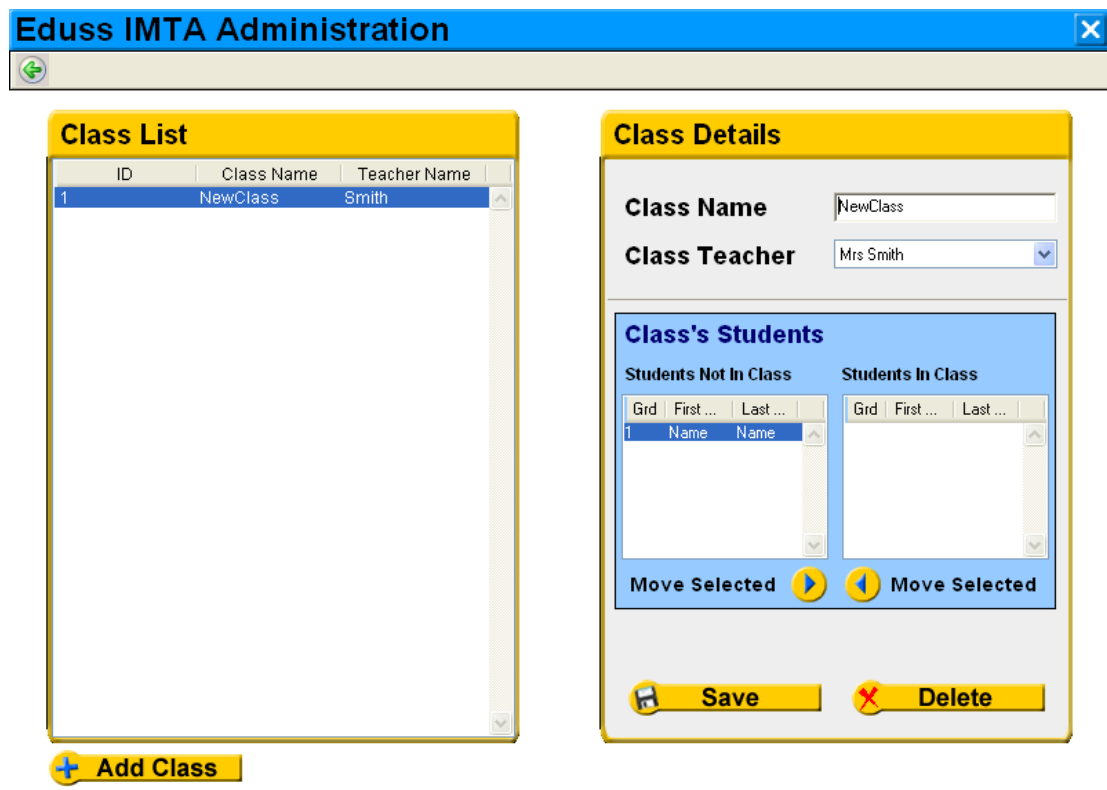 Eduss IMTA Administration
Class List
ID Class Name Teacher Name
1 NewClass Smith
Add Class
Class Details
Class Name NewClass
Class Teacher Mrs Smith
Class's Students
Students Not In Class Students In Class
Grd First ... Last ... Grd First ... Last ...
1 Name Name
Move Selected Move Selected
Save Delete